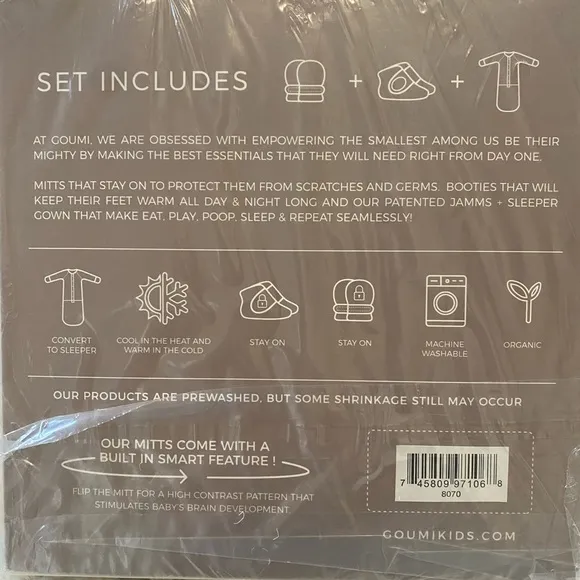 SET INCLUDES + +
AT GOUMI, WE ARE OBSESSED WITH EMPOWERING THE SMALLEST AMONG US BE THEIR
MIGHTY BY MAKING THE BEST ESSENTIALS THAT THEY WILL NEED RIGHT FROM DAY ONE.
MITTS THAT STAY ON TO PROTECT THEM FROM SCRATCHES AND GERMS. BOOTIES THAT WILL
KEEP THEIR FEET WARM ALL DAY & NIGHT LONG AND OUR PATENTED JAMMS + SLEEPER
GOWN THAT MAKE EAT, PLAY, POOP, SLEEP & REPEAT SEAMLESSLY!
CONVERT
TO SLEEPER
COOL IN THE HEAT AND
WARM IN THE COLD
STAY ON
STAY ON
MACHINE
WASHABLE
ORGANIC
OUR PRODUCTS ARE PREWASHED, BUT SOME SHRINKAGE STILL MAY OCCUR
OUR MITTS COME WITH A
BUILT IN SMART FEATURE !
FLIP THE MITT FOR A HIGH CONTRAST PATTERN THAT
STIMULATES BABY'S BRAIN DEVELOPMENT.
7 45809 97106 8
8070
GOUMIKIDS.COM